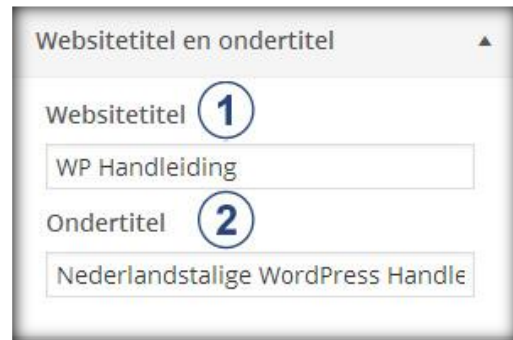 Websitetitel en ondertitel ▲
Websitetitel 1
WP Handleiding
Ondertitel 2
Nederlandstalige WordPress Handle